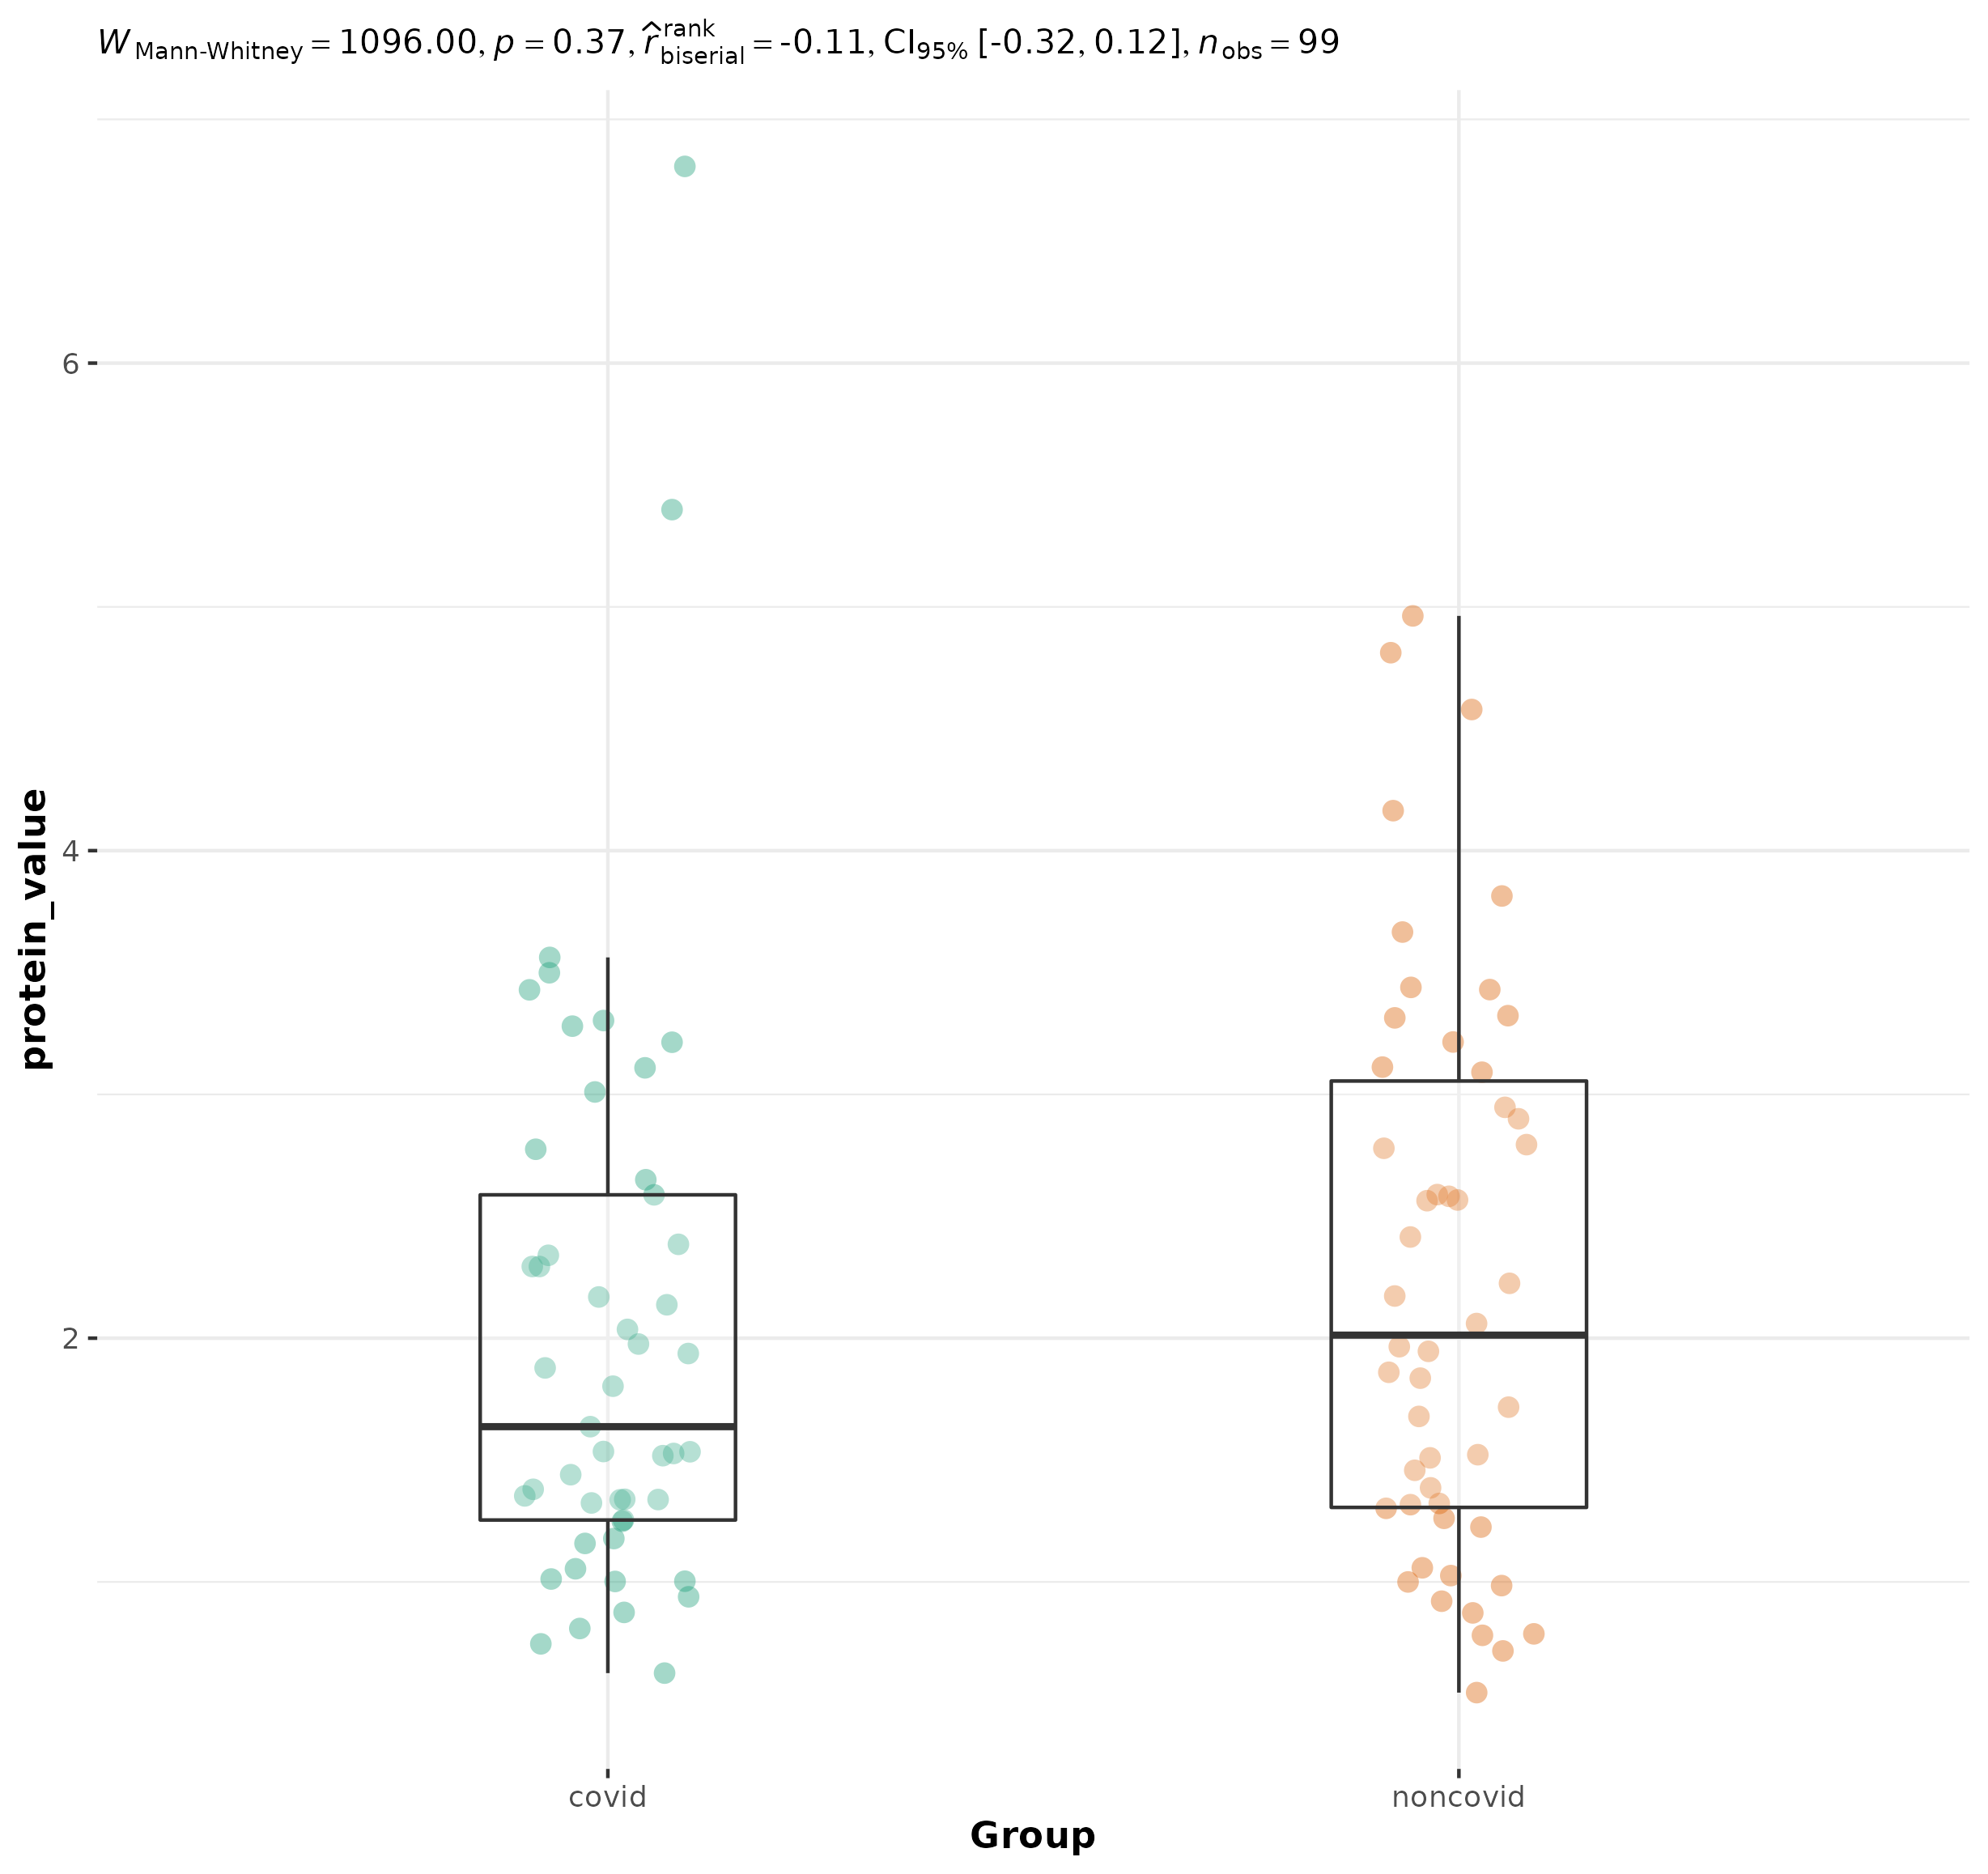 W Mann-Whitney = 1096.00, p = 0.37, r̂ rank biserial = -0.11, CI95% [-0.32, 0.12], nobs = 99
6
4
2
protein_value
covid noncovid
Group